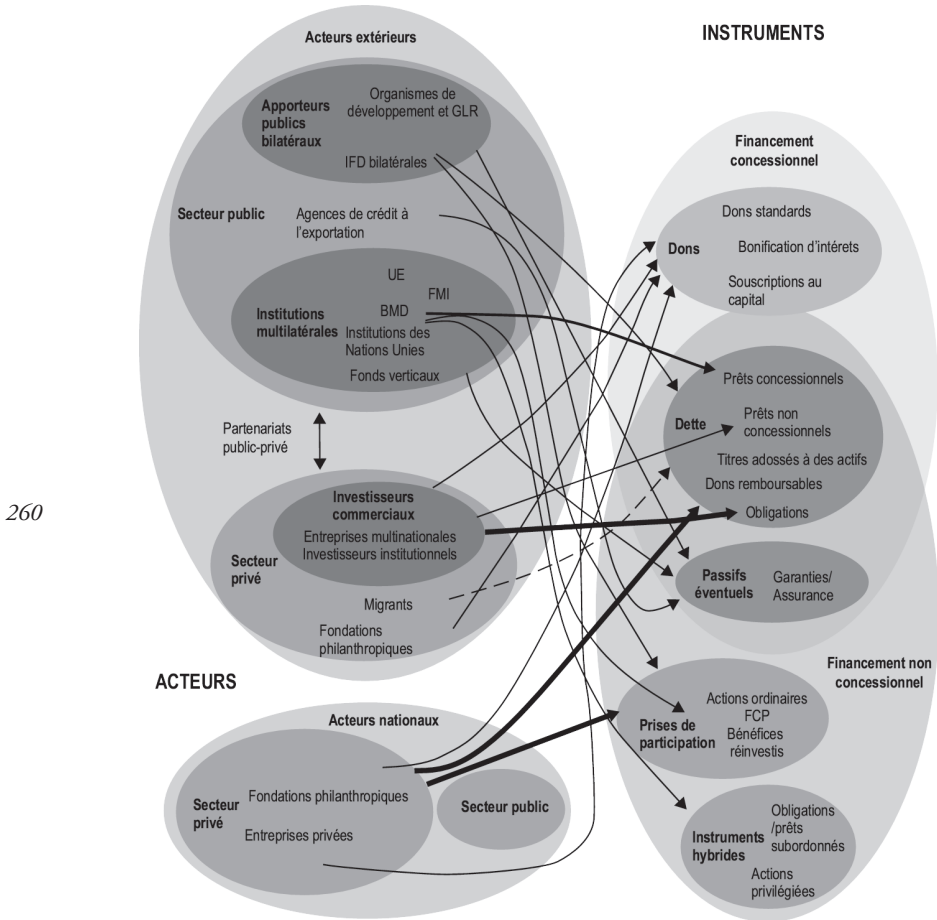 INSTRUMENTS
Acteurs extérieurs
Apporteurs
publics
bilatéraux
Organismes de
développement et GLR
IFD bilatérales
Secteur public
Agences de crédit à
l'exportation
UE
FMI
BMD
Institutions
multilatérales
Institutions des
Nations Unies
Fonds verticaux
Partenariats
public-privé
Investisseurs
commerciaux
Entreprises multinationales
Investisseurs institutionnels
Secteur
privé
Migrants
Fondations
philanthropiques
260
ACTEURS
Acteurs nationaux
Secteur
privé
Fondations philanthropiques
Entreprises privées
Secteur public
Financement
concessionnel
Dons standards
Dons
Bonification d'intérets
Souscriptions au
capital
Prêts concessionnels
Dette
Prêts non
concessionnels
Titres adossés à des actifs
Dons remboursables
Obligations
Passifs
éventuels
Garanties/
Assurance
Financement non
concessionnel
Prises de
participation
Actions ordinaires
FCP
Bénéfices
réinvestis
Instruments
hybrides
Obligations
/prêts
subordonnés
Actions
privilégiées